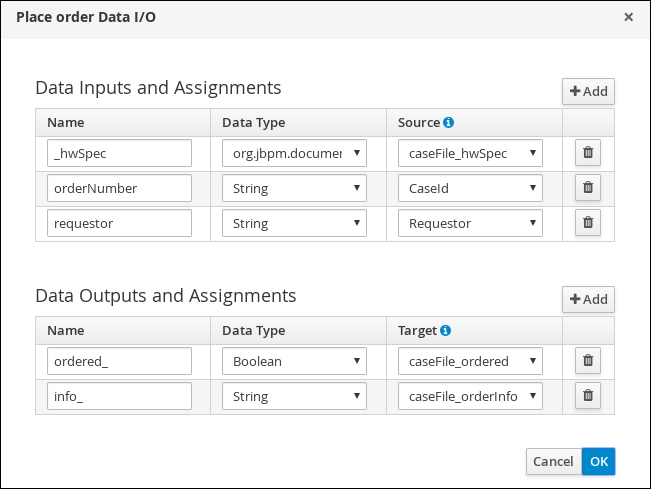 Place order Data I/O ×
Data Inputs and Assignments
+ Add
Name Data Type Source
_hwSpec org.jbpm.documen caseFile_hwSpec
orderNumber String CaseId
requestor String Requestor
Data Outputs and Assignments
+ Add
Name Data Type Target
ordered_ Boolean caseFile_ordered
info_ String caseFile_orderInfo
Cancel OK